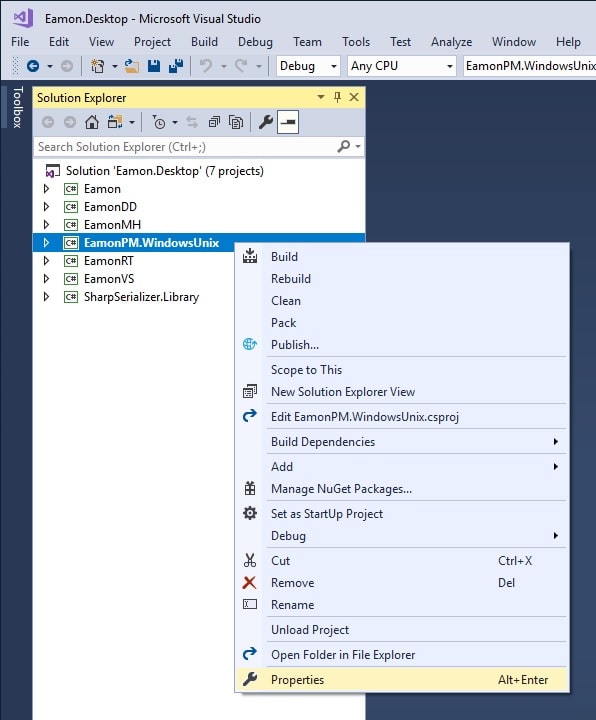 Eamon.Desktop - Microsoft Visual Studio
File Edit View Project Build Debug Team Tools Test Analyze Window Help
Debug Any CPU EamonPM.WindowsUnix
Toolbox
Solution Explorer
Search Solution Explorer (Ctrl+;)
Solution 'Eamon.Desktop' (7 projects)
C# Eamon
C# EamonDD
C# EamonMH
C# EamonPM.WindowsUnix
C# EamonRT
C# EamonVS
C# SharpSerializer.Library
Build
Rebuild
Clean
Pack
Publish...
Scope to This
New Solution Explorer View
Edit EamonPM.WindowsUnix.csproj
Build Dependencies
Add
Manage NuGet Packages...
Set as StartUp Project
Debug
Cut Ctrl+X
Remove Del
Rename
Unload Project
Open Folder in File Explorer
Properties Alt+Enter